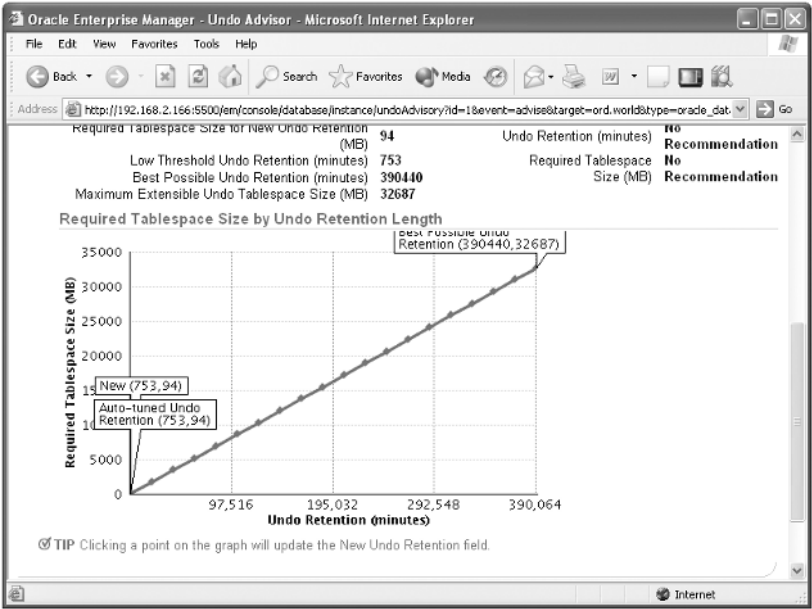 Oracle Enterprise Manager - Undo Advisor - Microsoft Internet Explorer
File Edit View Favorites Tools Help
Back Search Favorites Media
Address http://192.168.2.166:5500/em/console/database/instance/undoAdvisory?id=1&event=advise&target=ord.world&type=oracle_dat. Go
Required Tablespace Size for New Undo Retention (MB) 94
Low Threshold Undo Retention (minutes) 753
Best Possible Undo Retention (minutes) 390440
Maximum Extensible Undo Tablespace Size (MB) 32687
Undo Retention (minutes) No Recommendation
Required Tablespace Size (MB) No Recommendation
Required Tablespace Size by Undo Retention Length
Best Possible Undo
Retention (390440,32687)
Required Tablespace Size (MB)
35000
30000
25000
20000
15
New (753,94)
Auto-tuned Undo
Retention (753,94)
10
5000
0
97,516 195,032 292,548 390,064
Undo Retention (minutes)
TIP Clicking a point on the graph will update the New Undo Retention field.
Internet